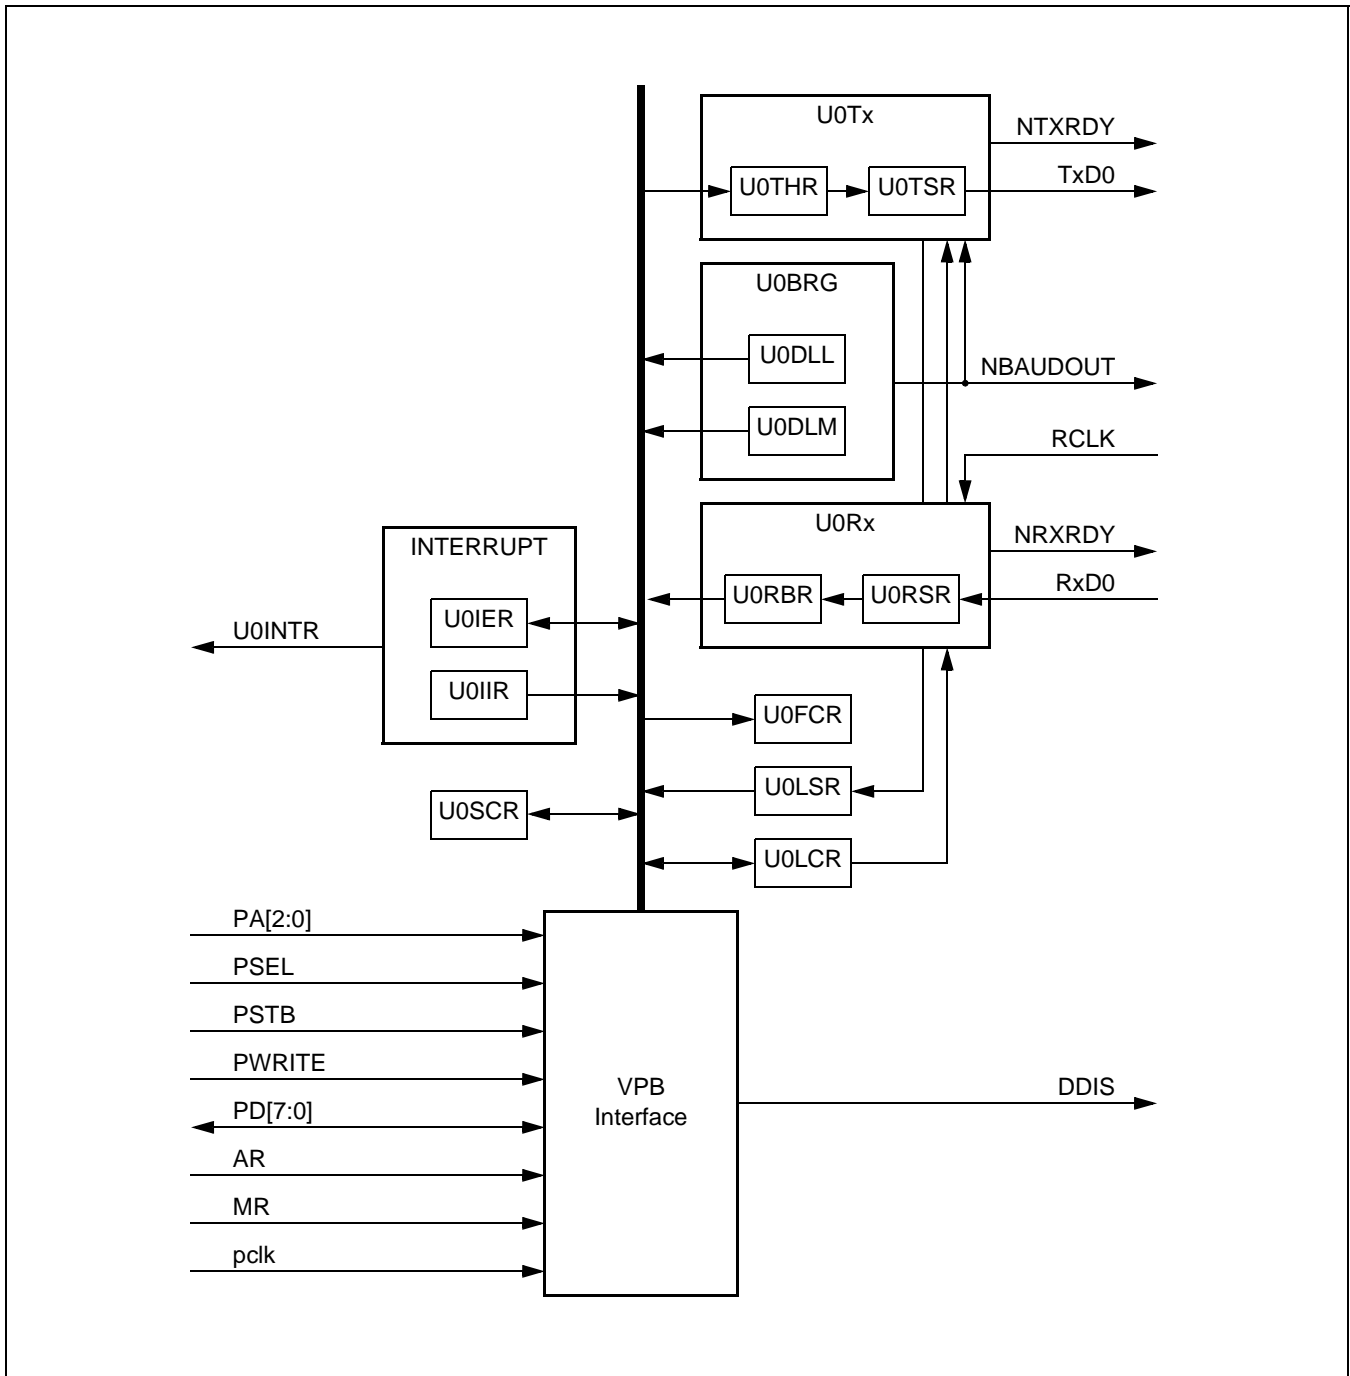 U0Tx
NTXRDY
U0THR
U0TSR
TxD0
U0BRG
U0DLL
NBAUDOUT
U0DLM
RCLK
U0Rx
NRXRDY
INTERRUPT
U0RBR
U0RSR
RxD0
U0IER
U0INTR
U0IIR
U0FCR
U0LSR
U0SCR
U0LCR
PA[2:0]
PSEL
PSTB
PWRITE
VPB
Interface
DDIS
PD[7:0]
AR
MR
pclk